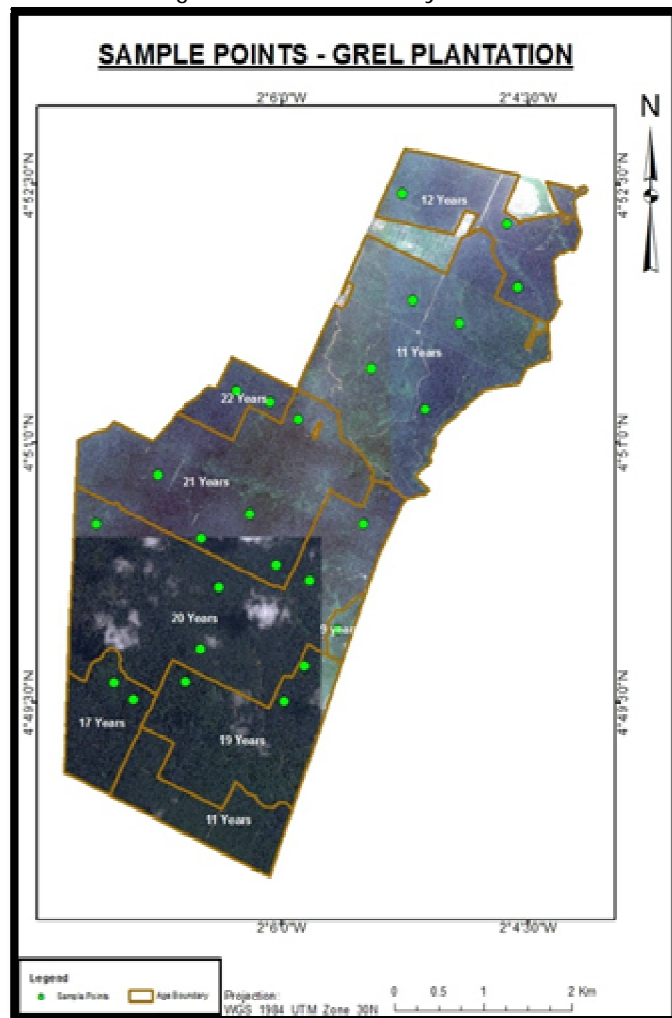 SAMPLE POINTS - GREL PLANTATION
2°6'0"W 2°4'30"W
N
4°52'30"N 4°52'30"N
12 Years
11 Years
22 Years
4°51'0"N 4°51'0"N
21 Years
20 Years
9 years
4°49'30"N 4°49'30"N
17 Years
19 Years
11 Years
2°6'0"W 2°4'30"W
Legend
Sample Points Age Boundary
Projection:
WGS 1984 UTM Zone 30N
0 0.5 1 2 Km